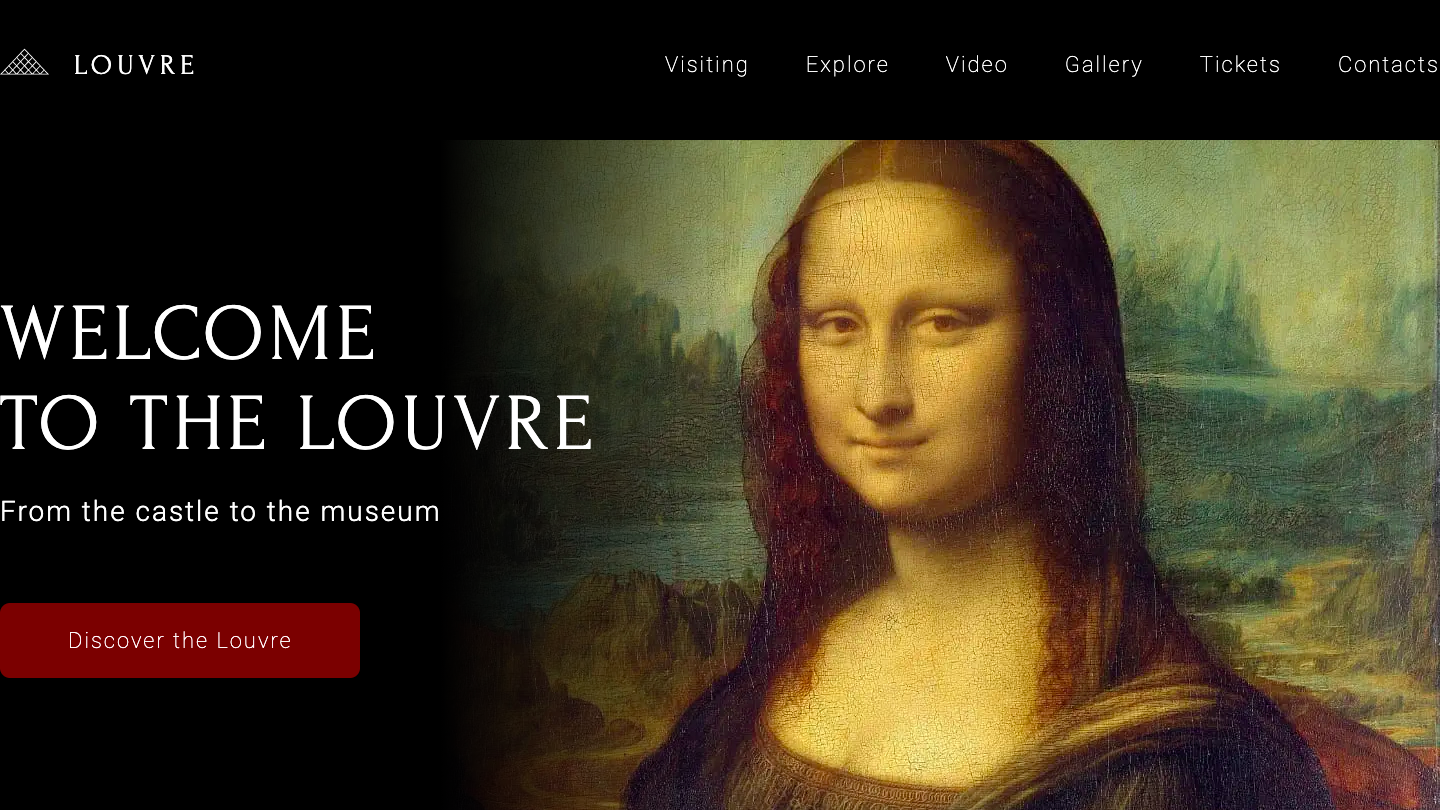 LOUVRE
Visiting Explore Video Gallery Tickets Contacts
WELCOME
TO THE LOUVRE
From the castle to the museum
Discover the Louvre